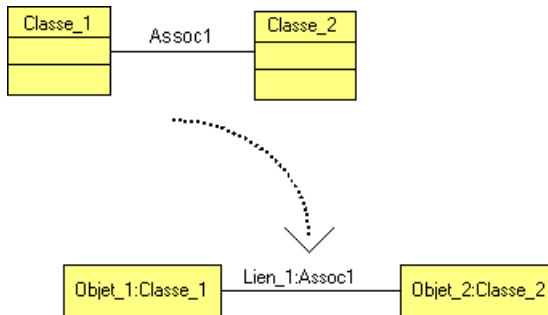 Classe_1
Assoc1
Classe_2
Objet_1:Classe_1
Lien_1:Assoc1
Objet_2:Classe_2